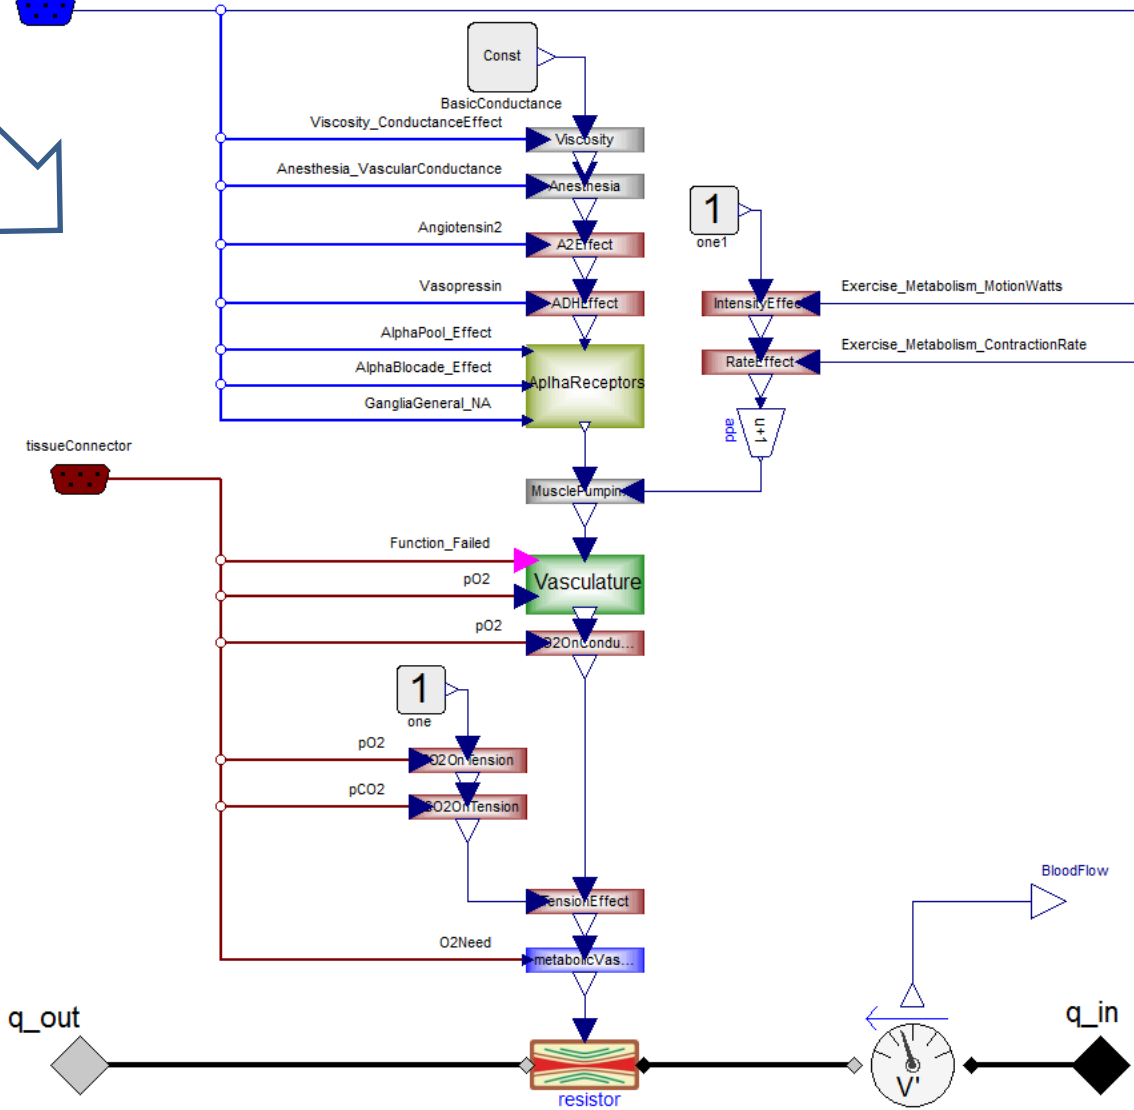 Const
BasicConductance
Viscosity_ConductanceEffect
Viscosity
Anesthesia_VascularConductance
Anesthesia
1
one1
Angiotensin2
A2Effect
Vasopressin
ADHEffect
IntensityEffec
Exercise_Metabolism_MotionWatts
AlphaPool_Effect
Exercise_Metabolism_ContractionRate
RateEffect
AlphaBlocade_Effect
AplhaReceptors
GangliaGeneral_NA
add
u+1
tissueConnector
MusclePumpin...
Function_Failed
pO2
Vasculature
pO2
O2OnCondu...
1
one
pO2
O2OnTension
pCO2
CO2OnTension
TensionEffect
BloodFlow
O2Need
metabolicVas...
q_out
q_in
V'
resistor